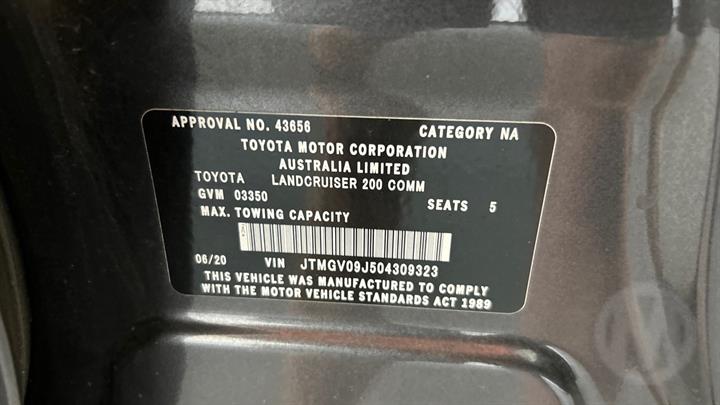 APPROVAL NO. 43656 CATEGORY NA
TOYOTA MOTOR CORPORATION
AUSTRALIA LIMITED
TOYOTA LANDCRUISER 200 COMM
GVM 03350 SEATS 5
MAX. TOWING CAPACITY
06/20 VIN JTMGV09J504309323
THIS VEHICLE WAS MANUFACTURED TO COMPLY
WITH THE MOTOR VEHICLE STANDARDS ACT 1989
M